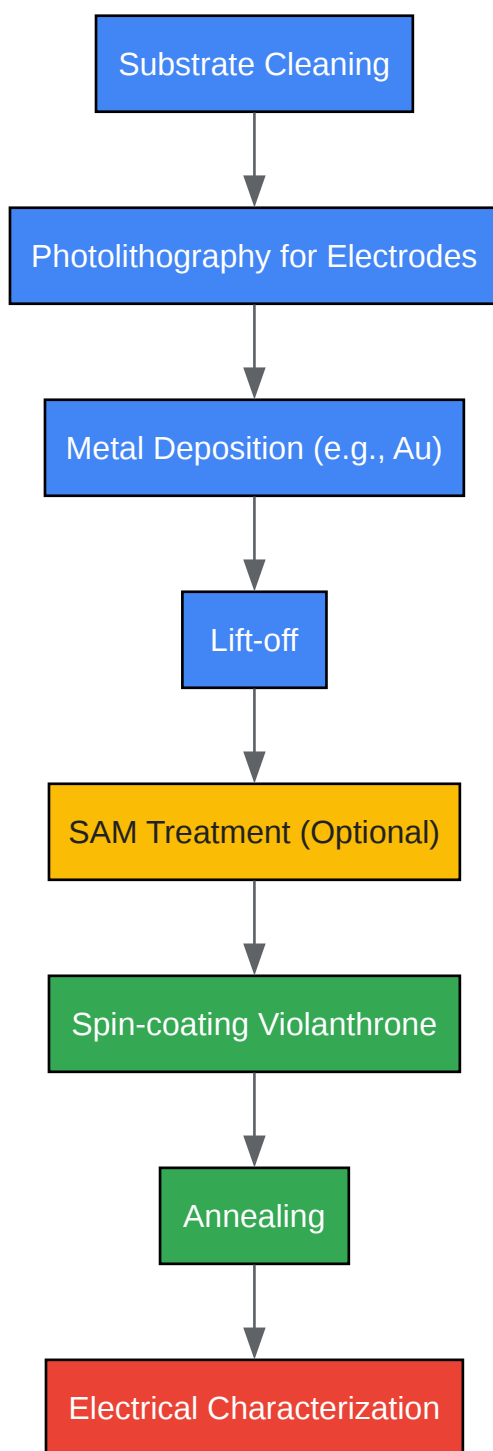 Substrate Cleaning
Photolithography for Electrodes
Metal Deposition (e.g., Au)
Lift-off
SAM Treatment (Optional)
Spin-coating Violanthrone
Annealing
Electrical Characterization